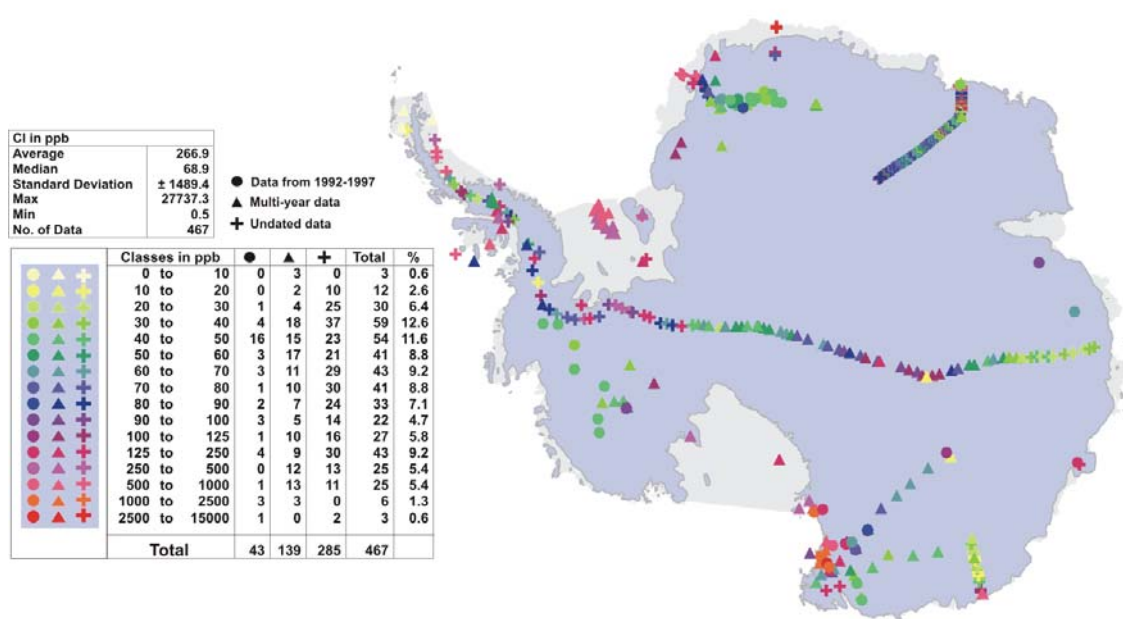 Cl in ppb
Average 266.9
Median 68.9
Standard Deviation ± 1489.4
Max 27737.3
Min 0.5
No. of Data 467
Data from 1992-1997
Multi-year data
Undated data
Classes in ppb Total %
0 to 10 0 3 0 3 0.6
10 to 20 0 2 10 12 2.6
20 to 30 1 4 25 30 6.4
30 to 40 4 18 37 59 12.6
40 to 50 16 15 23 54 11.6
50 to 60 3 17 21 41 8.8
60 to 70 3 11 29 43 9.2
70 to 80 1 10 30 41 8.8
80 to 90 2 7 24 33 7.1
90 to 100 3 5 14 22 4.7
100 to 125 1 10 16 27 5.8
125 to 250 4 9 30 43 9.2
250 to 500 0 12 13 25 5.4
500 to 1000 1 13 11 25 5.4
1000 to 2500 3 3 0 6 1.3
2500 to 15000 1 0 2 3 0.6
Total 43 139 285 467